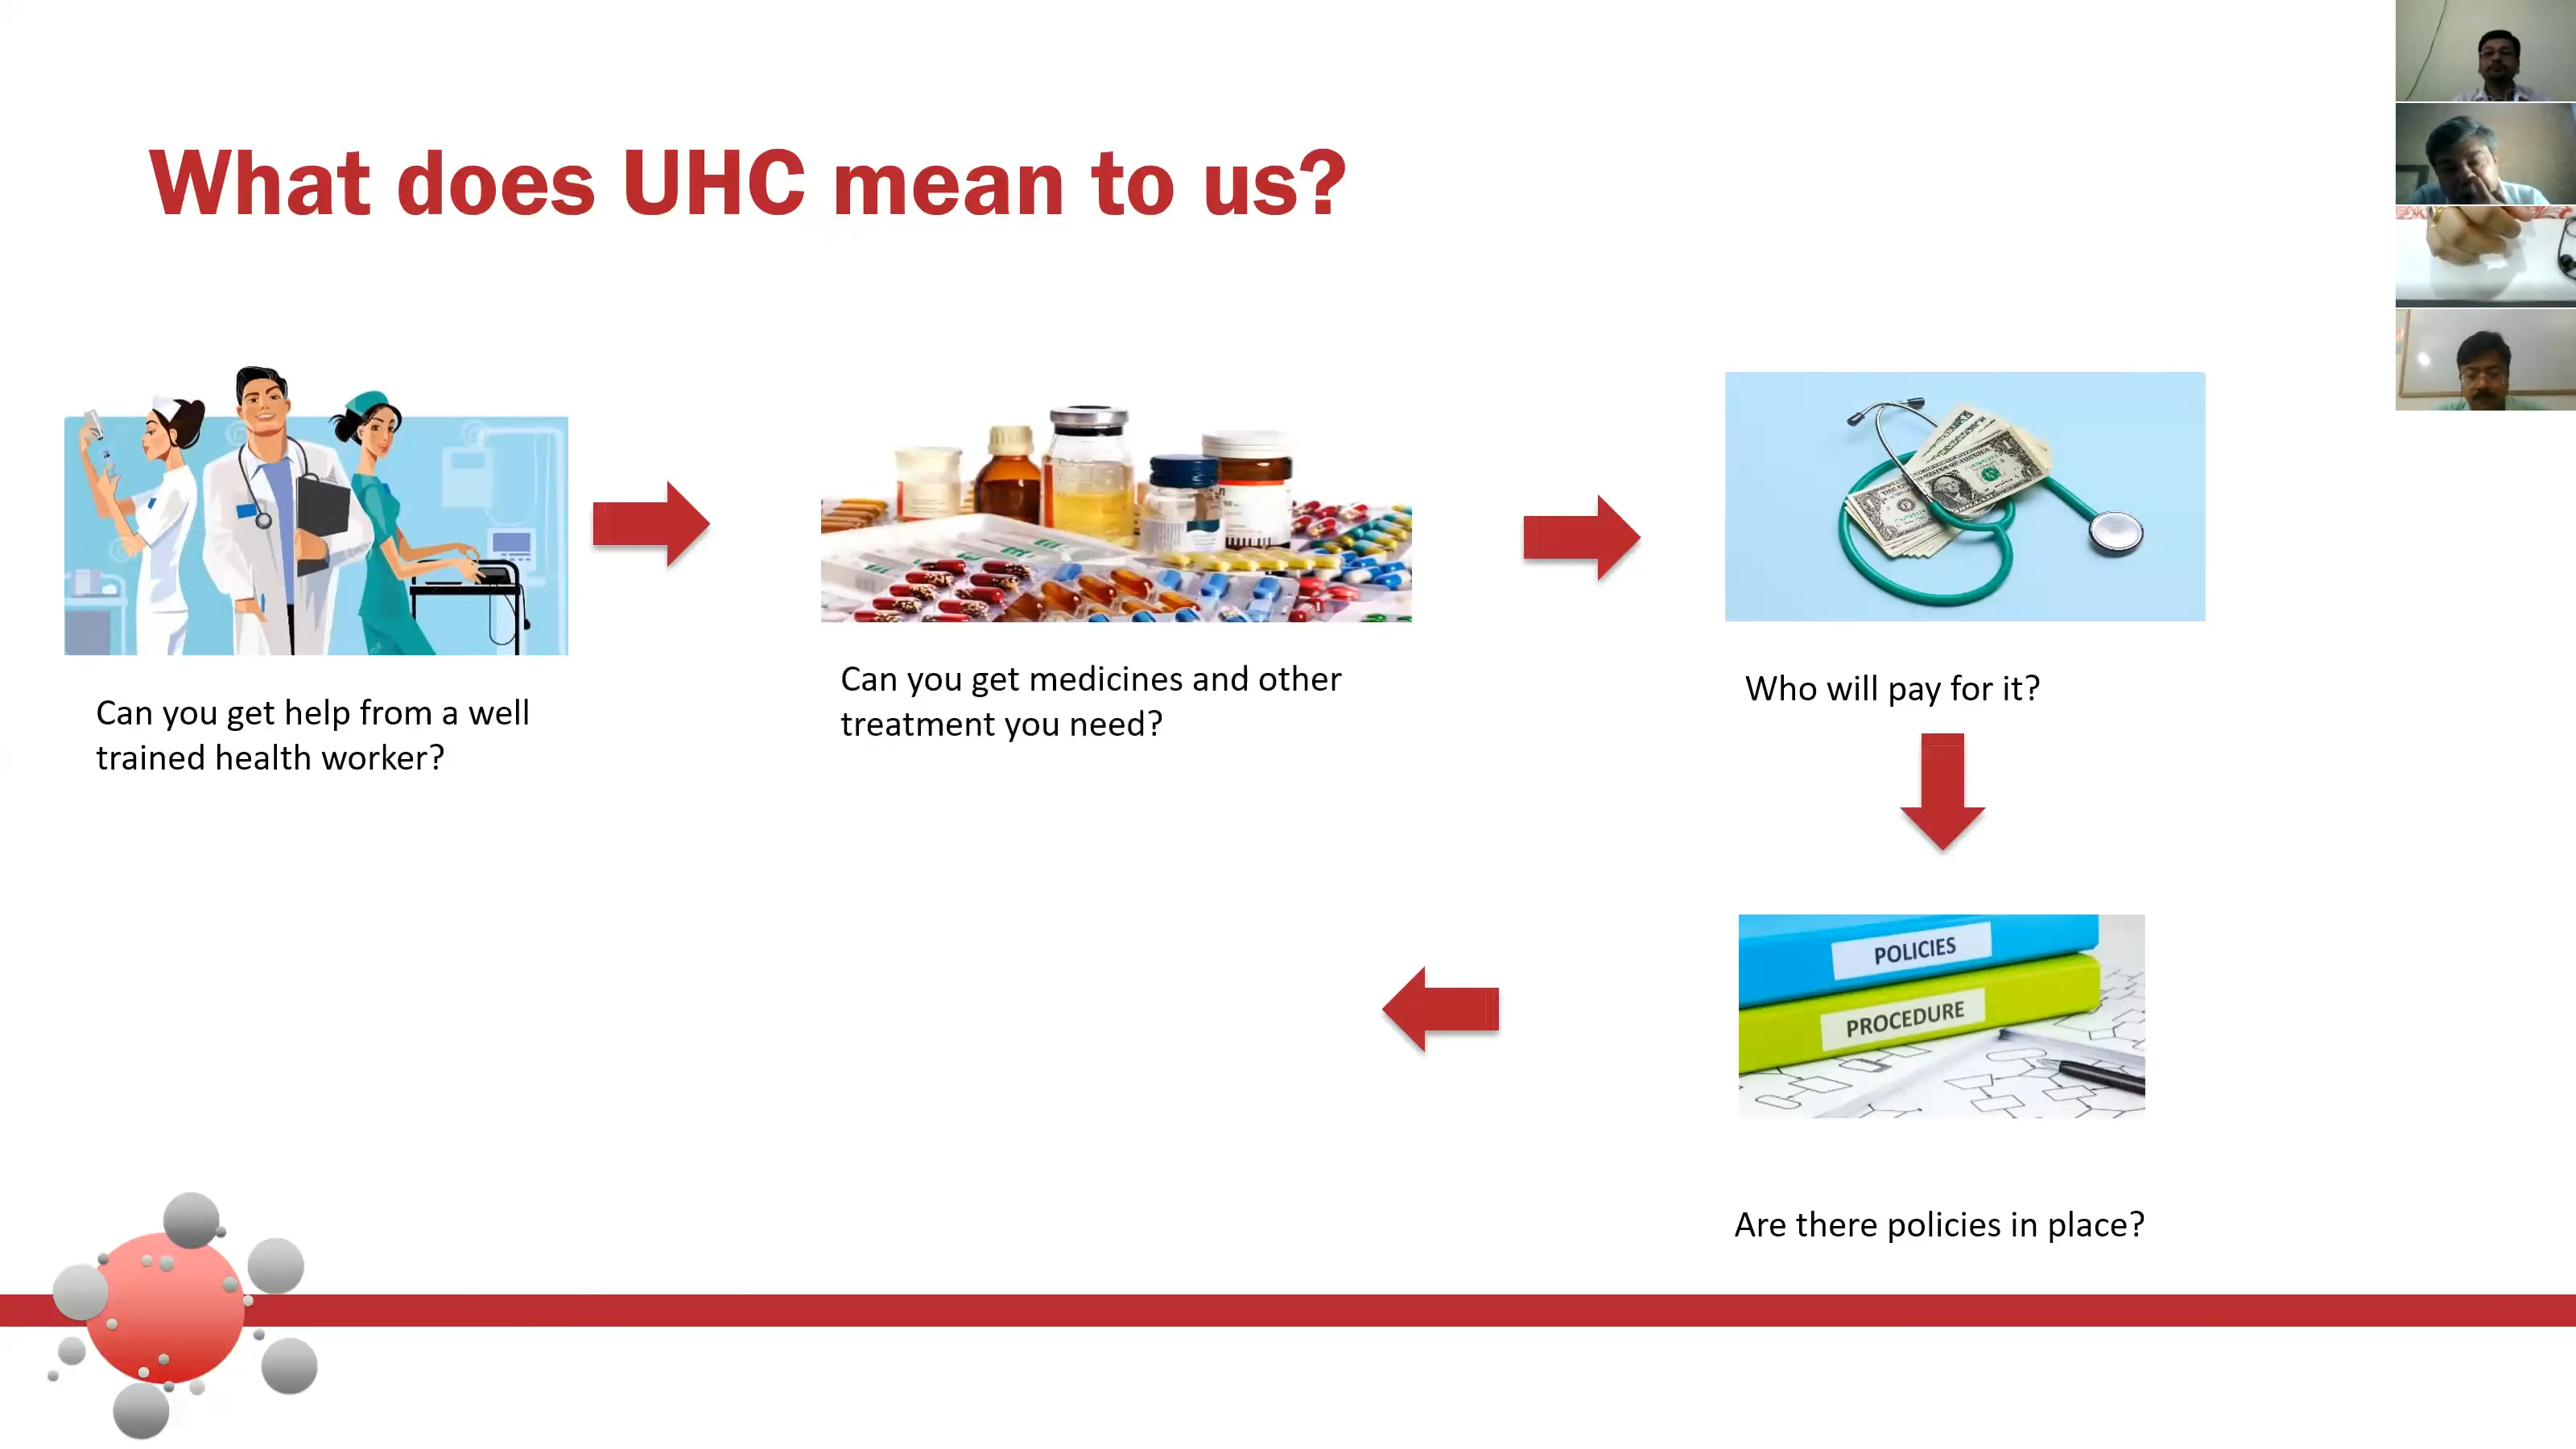 What does UHC mean to us?
Can you get help from a well
trained health worker?
Can you get medicines and other
treatment you need?
Who will pay for it?
POLICIES
PROCEDURE
Are there policies in place?